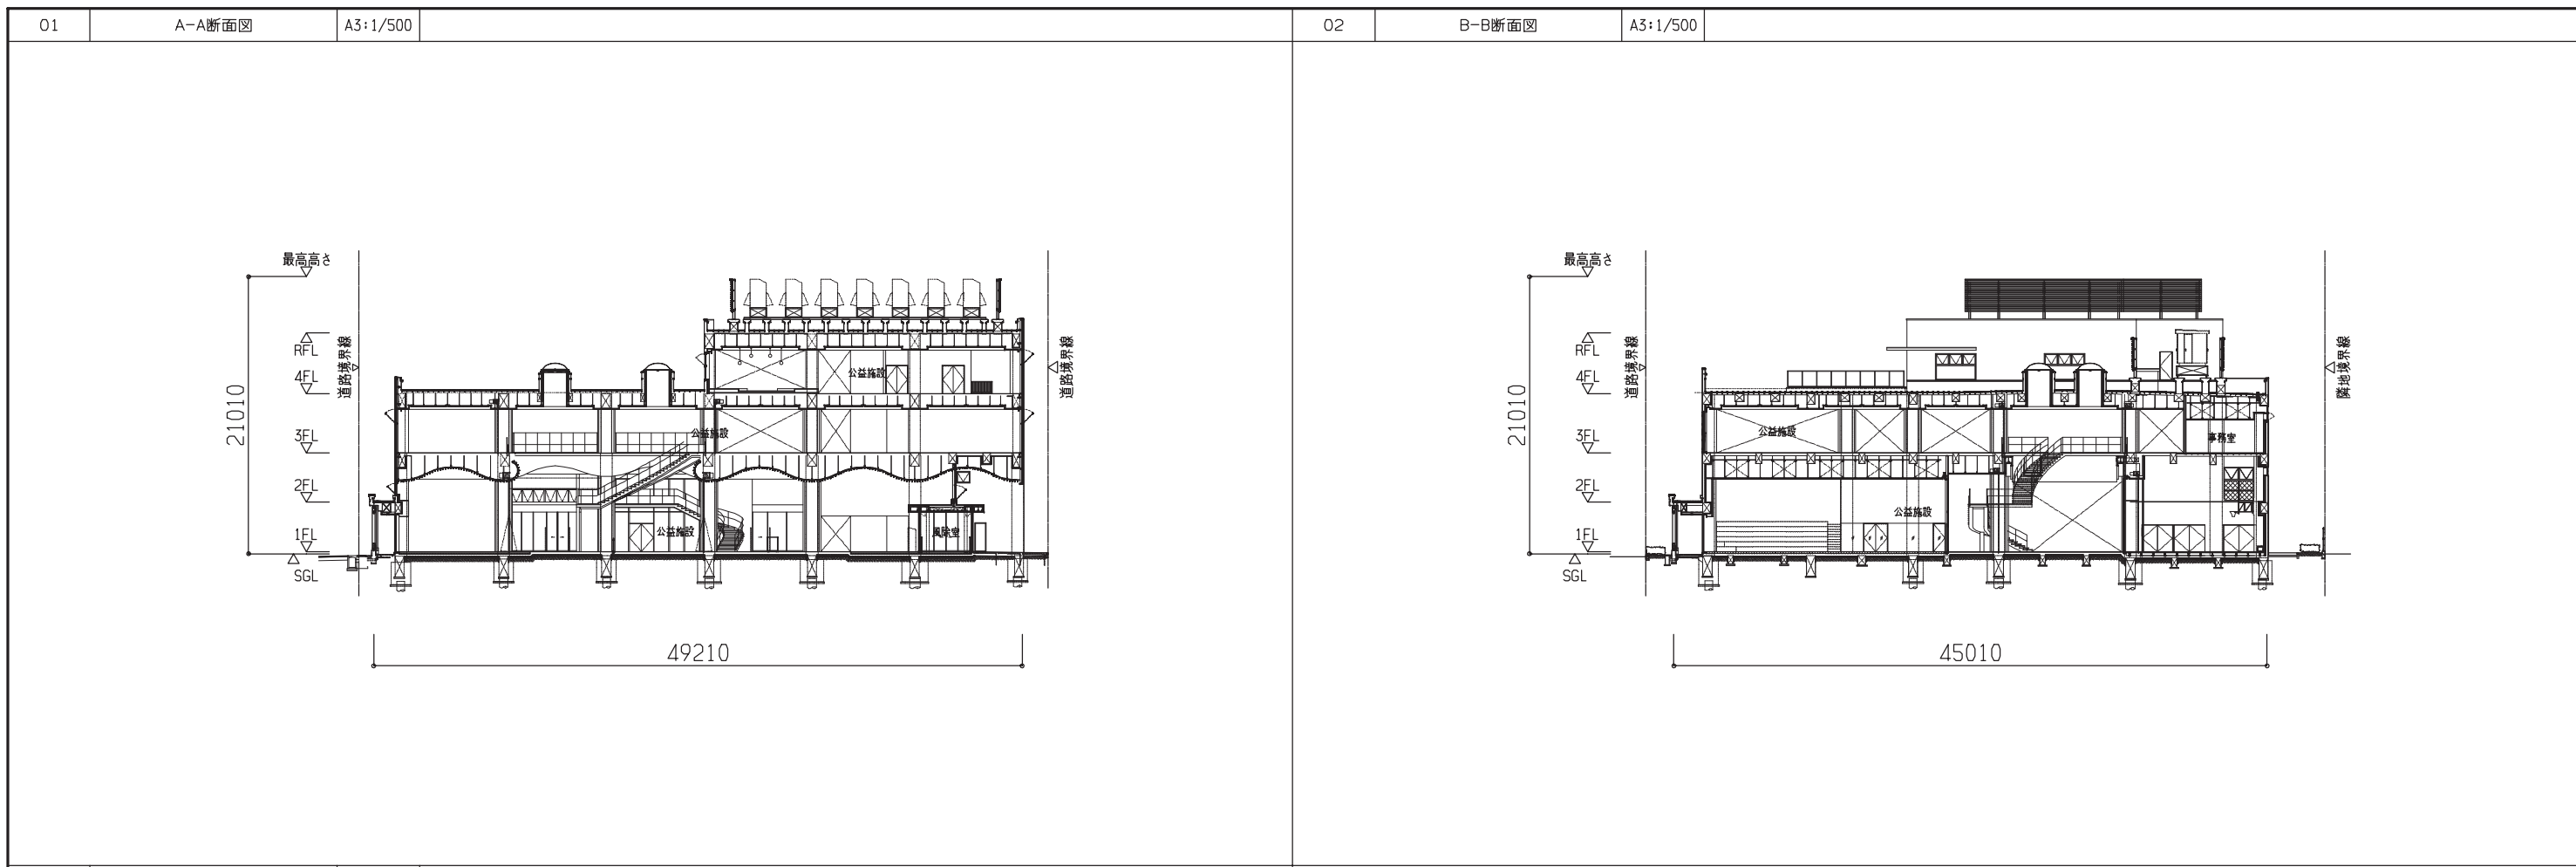 01 A-A断面図 A3:1/500
最高高さ
RFL
4FL
3FL
2FL
1FL
SGL
21010
道路境界線
道路境界線
公益施設
公益施設
公益施設
風除室
49210
02 B-B断面図 A3:1/500
最高高さ
RFL
4FL
3FL
2FL
1FL
SGL
21010
道路境界線
隣地境界線
公益施設
事務室
公益施設
45010